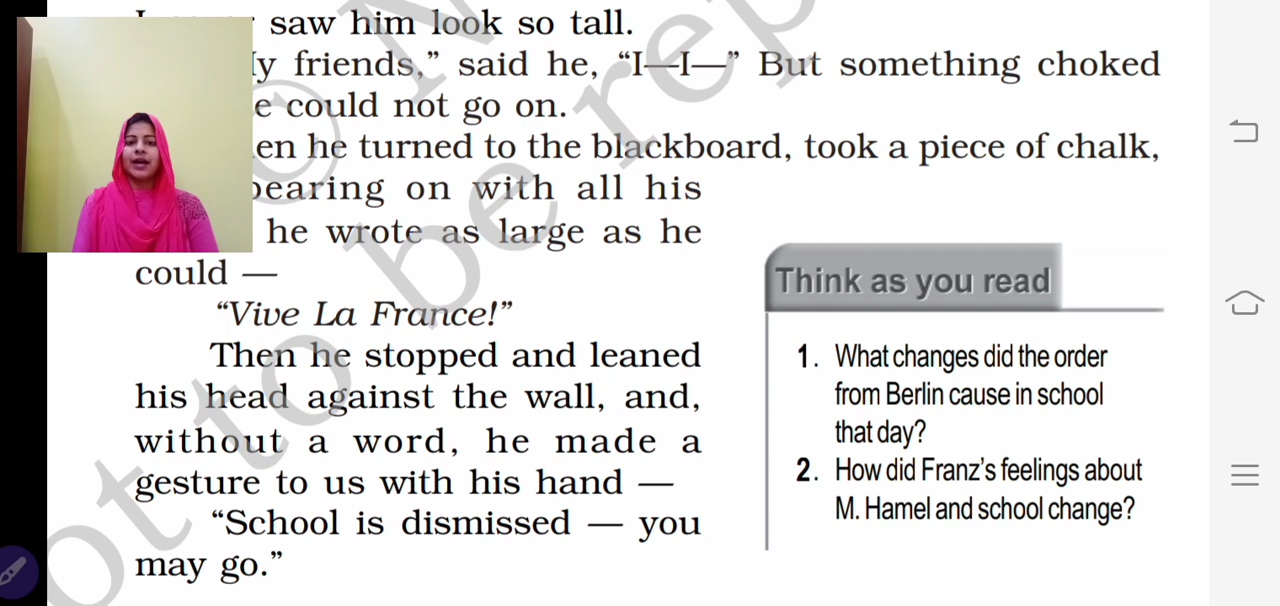 saw him look so tall.
friends,” said he, “I—I—” But something choked
could not go on.
he turned to the blackboard, took a piece of chalk,
with all his
he wrote as large as he
could —
“Vive La France!”
Then he stopped and leaned
his head against the wall, and,
without a word, he made a
gesture to us with his hand —
“School is dismissed — you
may go.”
Think as you read
1. What changes did the order
from Berlin cause in school
that day?
2. How did Franz’s feelings about
M. Hamel and school change?